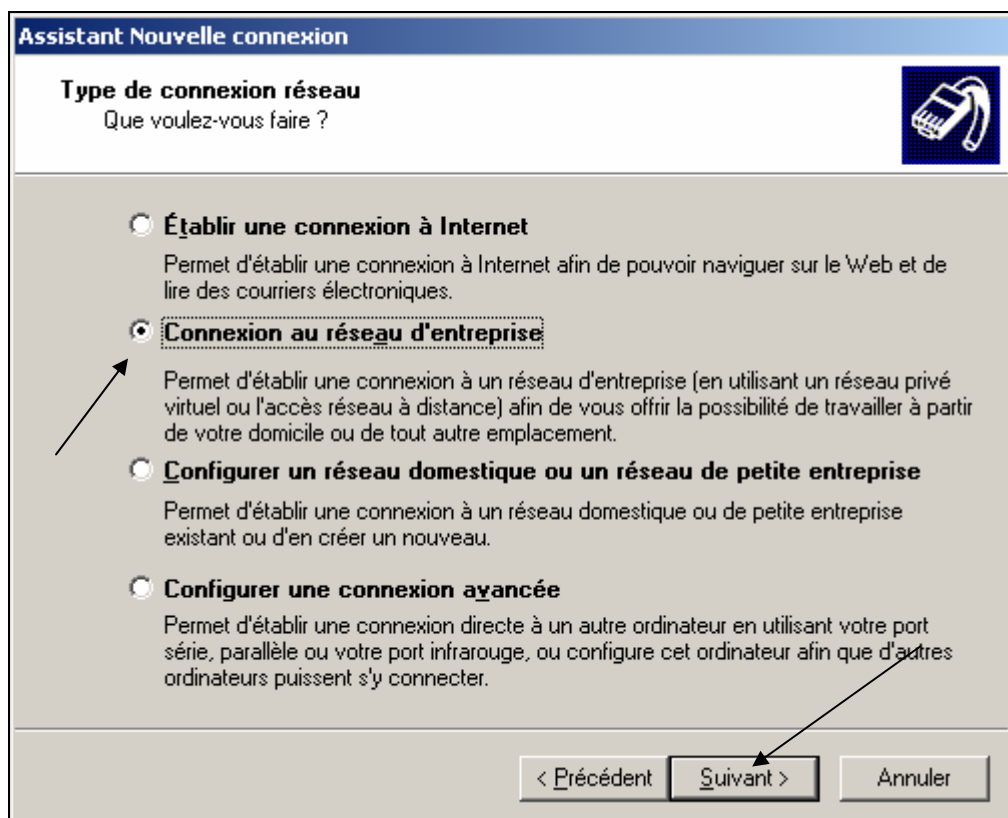 Assistant Nouvelle connexion
Type de connexion réseau
Que voulez-vous faire ?
Établir une connexion à Internet
Permet d'établir une connexion à Internet afin de pouvoir naviguer sur le Web et de
lire des courriers électroniques.
Connexion au réseau d'entreprise
Permet d'établir une connexion à un réseau d'entreprise (en utilisant un réseau privé
virtuel ou l'accès réseau à distance) afin de vous offrir la possibilité de travailler à partir
de votre domicile ou de tout autre emplacement.
Configurer un réseau domestique ou un réseau de petite entreprise
Permet d'établir une connexion à un réseau domestique ou de petite entreprise
existant ou d'en créer un nouveau.
Configurer une connexion avancée
Permet d'établir une connexion directe à un autre ordinateur en utilisant votre port
série, parallèle ou votre port infrarouge, ou configure cet ordinateur afin que d'autres
ordinateurs puissent s'y connecter.
< Précédent Suivant > Annuler